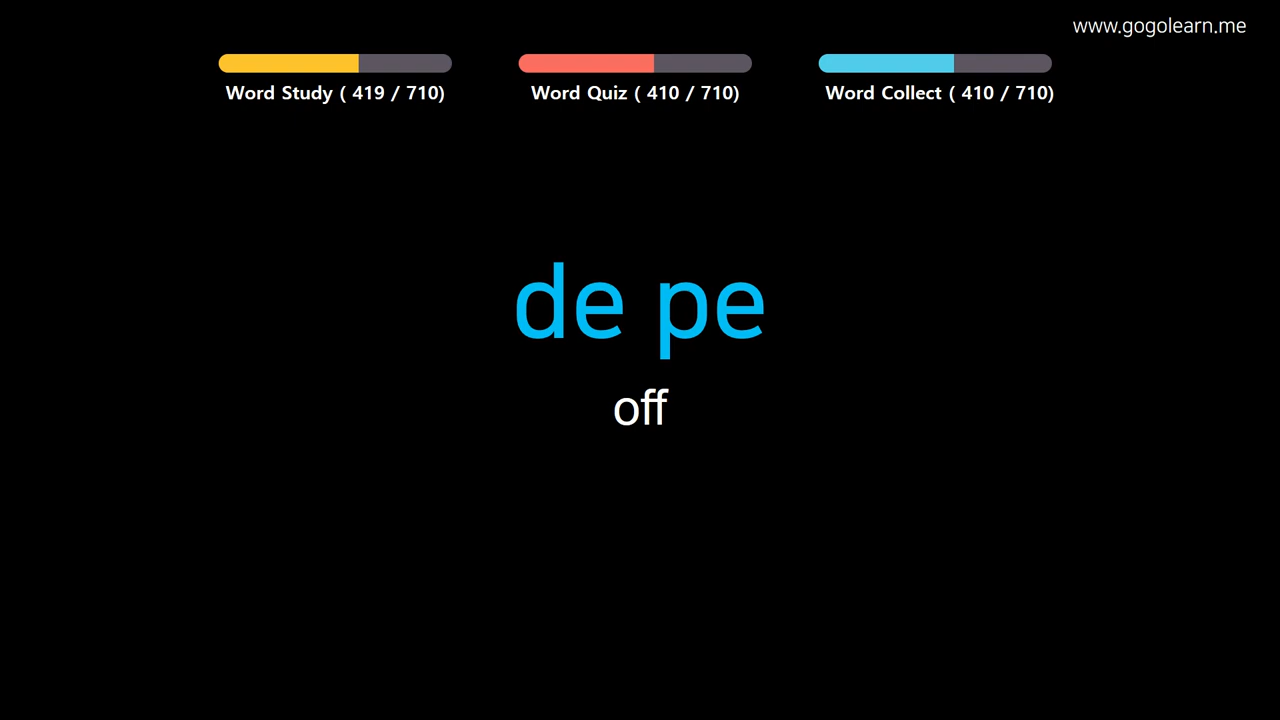 www.gogolearn.me
Word Study ( 419 / 710)
Word Quiz ( 410 / 710)
Word Collect ( 410 / 710)
de pe
off